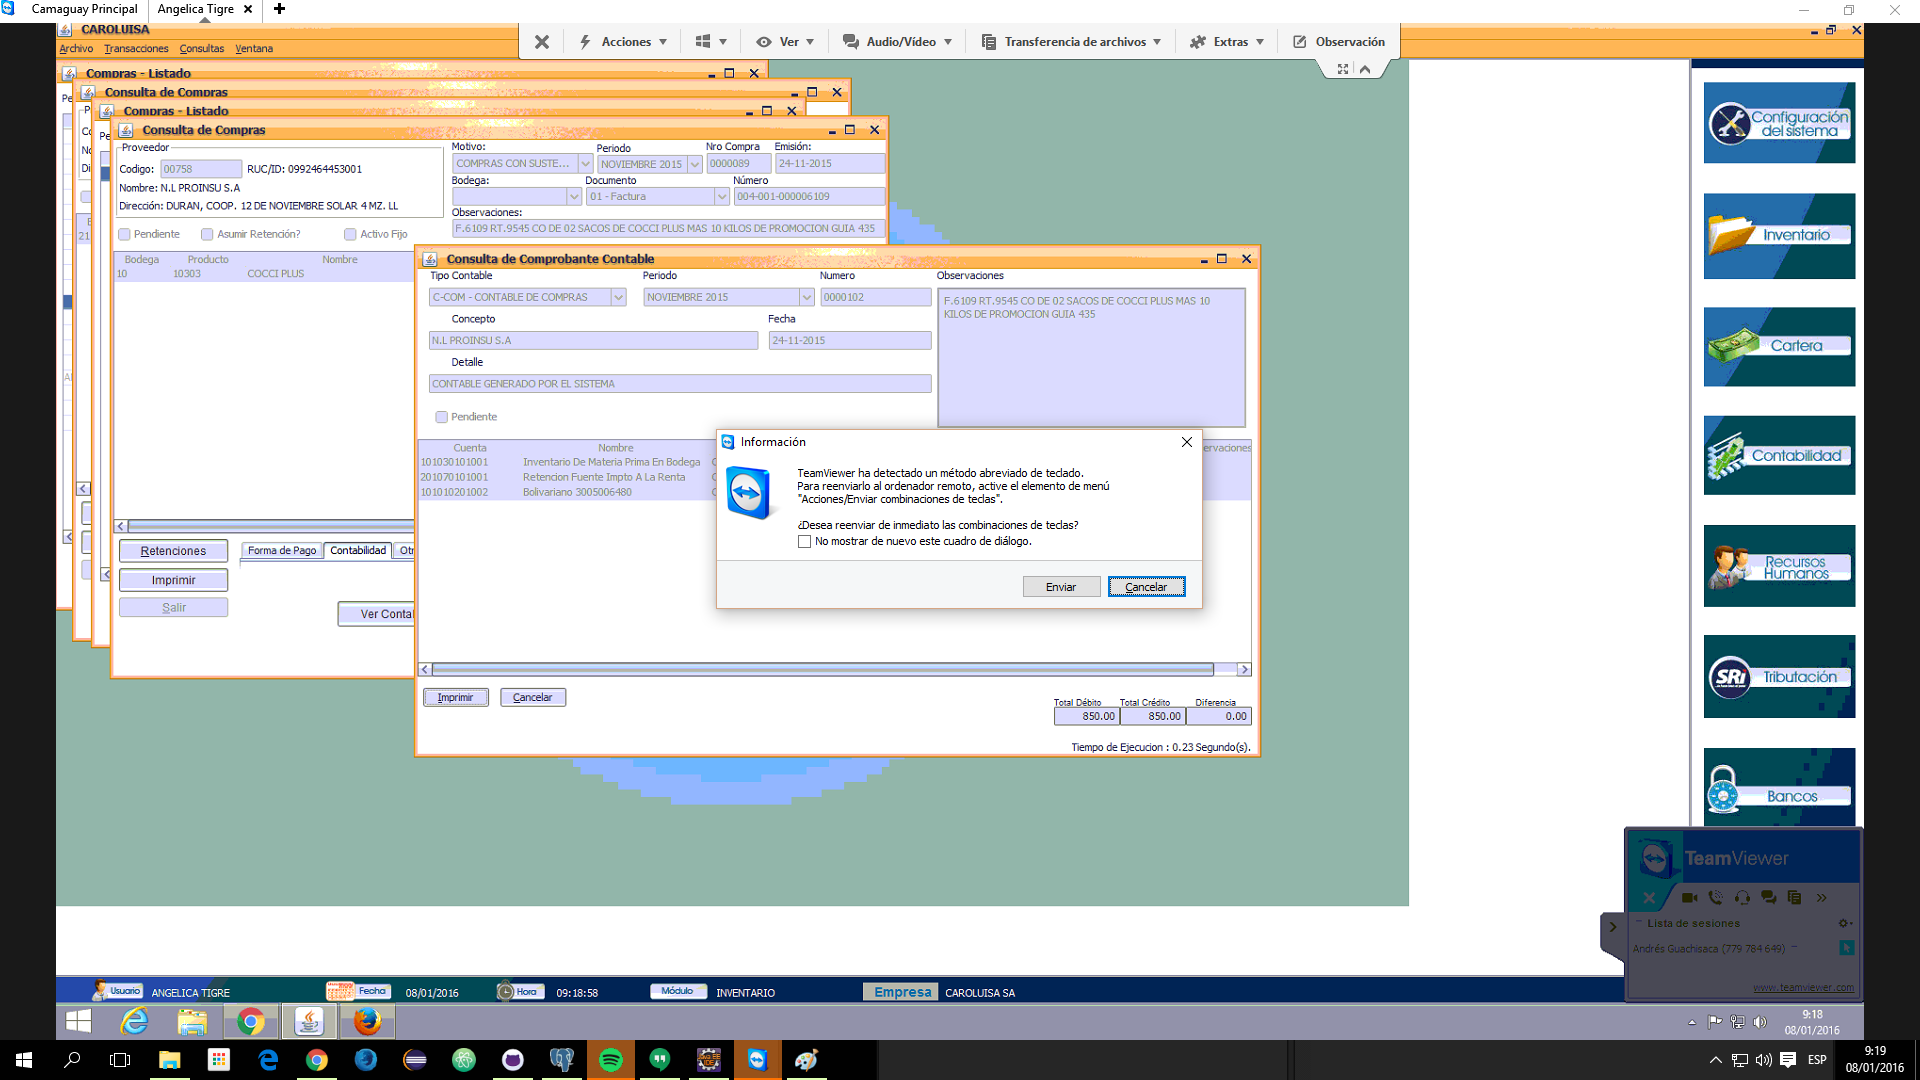 Camaguay Principal
Angelica Tigre
CAROLUISA
Archivo Transacciones Consultas Ventana
Acciones
Ver
Audio/Vídeo
Transferencia de archivos
Extras
Observación
Compras - Listado
Consulta de Compras
Compras - Listado
Consulta de Compras
Proveedor
Codigo: 00758 RUC/ID: 0992464453001
Nombre: N.L PROINSU S.A
Dirección: DURAN, COOP. 12 DE NOVIEMBRE SOLAR 4 MZ. LL
Pendiente Asumir Retención? Activo Fijo
Motivo: Periodo Nro Compra Emisión:
COMPRAS CON SUSTE... NOVIEMBRE 2015 0000089 24-11-2015
Bodega: Documento Número
01 - Factura 004-001-000006109
Observaciones:
F.6109 RT.9545 CO DE 02 SACOS DE COCCI PLUS MAS 10 KILOS DE PROMOCION GUIA 435
Bodega Producto Nombre
10 10303 COCCI PLUS
Retenciones
Imprimir
Salir
Forma de Pago Contabilidad Otr
Ver Contal
Consulta de Comprobante Contable
Tipo Contable Periodo Numero Observaciones
C-COM - CONTABLE DE COMPRAS NOVIEMBRE 2015 0000102
F.6109 RT.9545 CO DE 02 SACOS DE COCCI PLUS MAS 10
KILOS DE PROMOCION GUIA 435
Concepto Fecha
N.L PROINSU S.A 24-11-2015
Detalle
CONTABLE GENERADO POR EL SISTEMA
Pendiente
Cuenta Nombre ervaciones
101030101001 Inventario De Materia Prima En Bodega
201070101001 Retencion Fuente Impto A La Renta
101010201002 Bolivariano 3005006480
Imprimir Cancelar
Total Débito Total Crédito Diferencia
850.00 850.00 0.00
Tiempo de Ejecucion : 0.23 Segundo(s).
Información
TeamViewer ha detectado un método abreviado de teclado.
Para reenviarlo al ordenador remoto, active el elemento de menú
"Acciones/Enviar combinaciones de teclas".
¿Desea reenviar de inmediato las combinaciones de teclas?
No mostrar de nuevo este cuadro de diálogo.
Enviar Cancelar
Configuración
del sistema
Inventario
Cartera
Contabilidad
Recursos
Humanos
SRi Tributación
Bancos
TeamViewer
Lista de sesiones
Andrés Guachisaca (779 784 649)
www.teamviewer.com
Usuario ANGELICA TIGRE Fecha 08/01/2016 Hora 09:18:58 Módulo INVENTARIO Empresa CAROLUISA SA
9:18
08/01/2016
ESP
9:19
08/01/2016